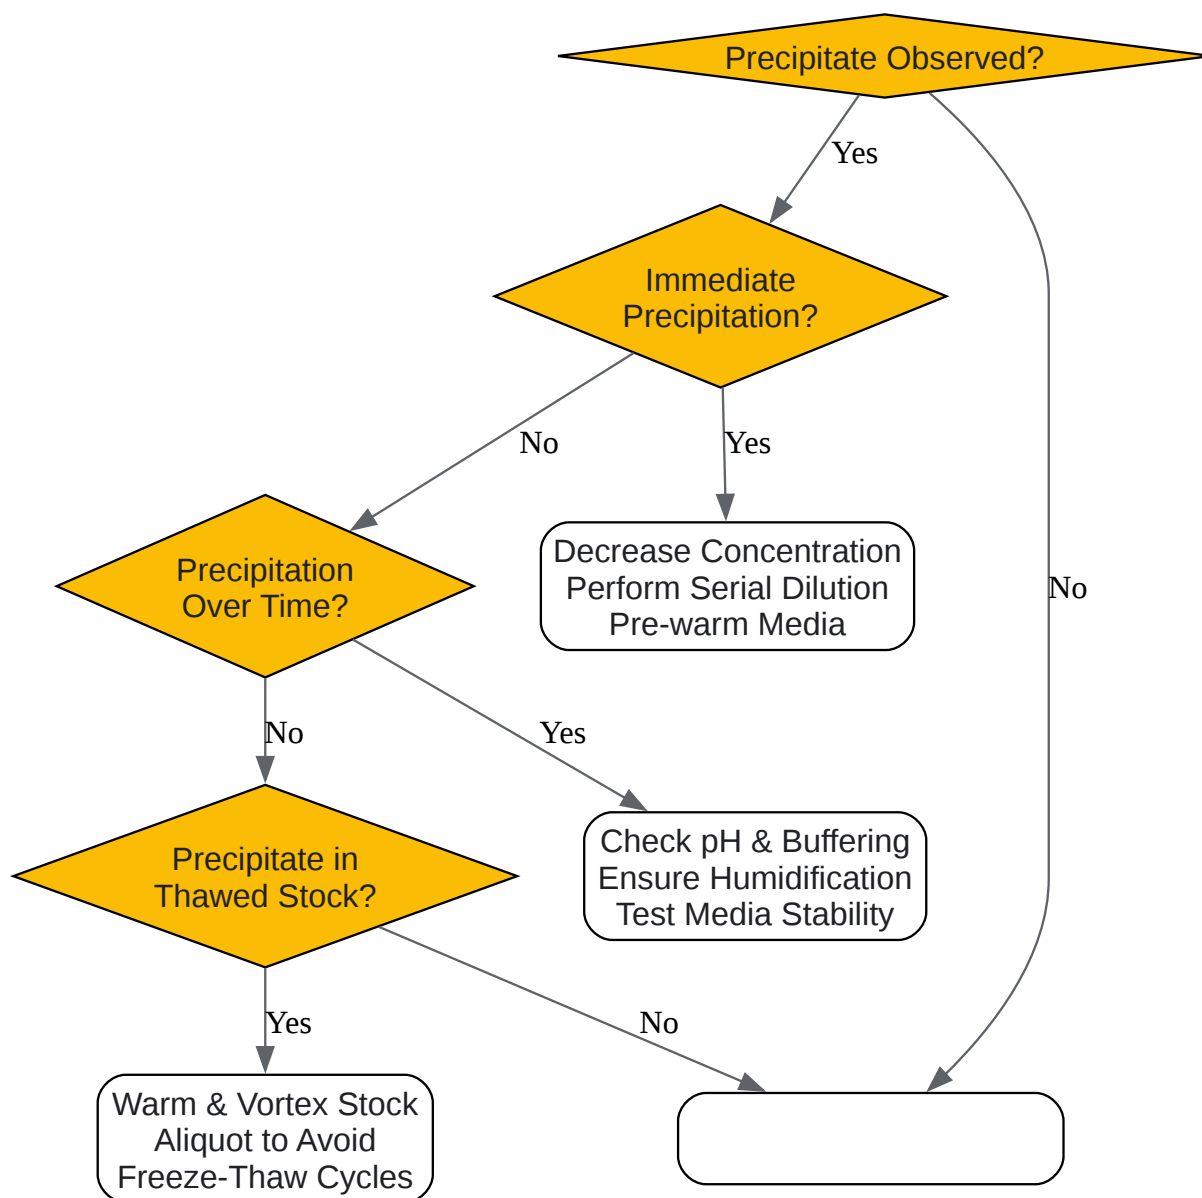 Precipitate Observed?
Yes
Immediate
Precipitation?
No
Yes
Precipitation
Over Time?
Decrease Concentration
Perform Serial Dilution
Pre-warm Media
No
No
Yes
Precipitate in
Thawed Stock?
Check pH & Buffering
Ensure Humidification
Test Media Stability
Yes
No
Warm & Vortex Stock
Aliquot to Avoid
Freeze-Thaw Cycles